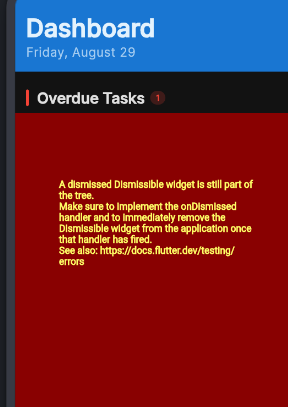 Dashboard
Friday, August 29
Overdue Tasks 1
A dismissed Dismissible widget is still part of
the tree.
Make sure to implement the onDismissed
handler and to immediately remove the
Dismissible widget from the application once
that handler has fired.
See also: https://docs.flutter.dev/testing/
errors